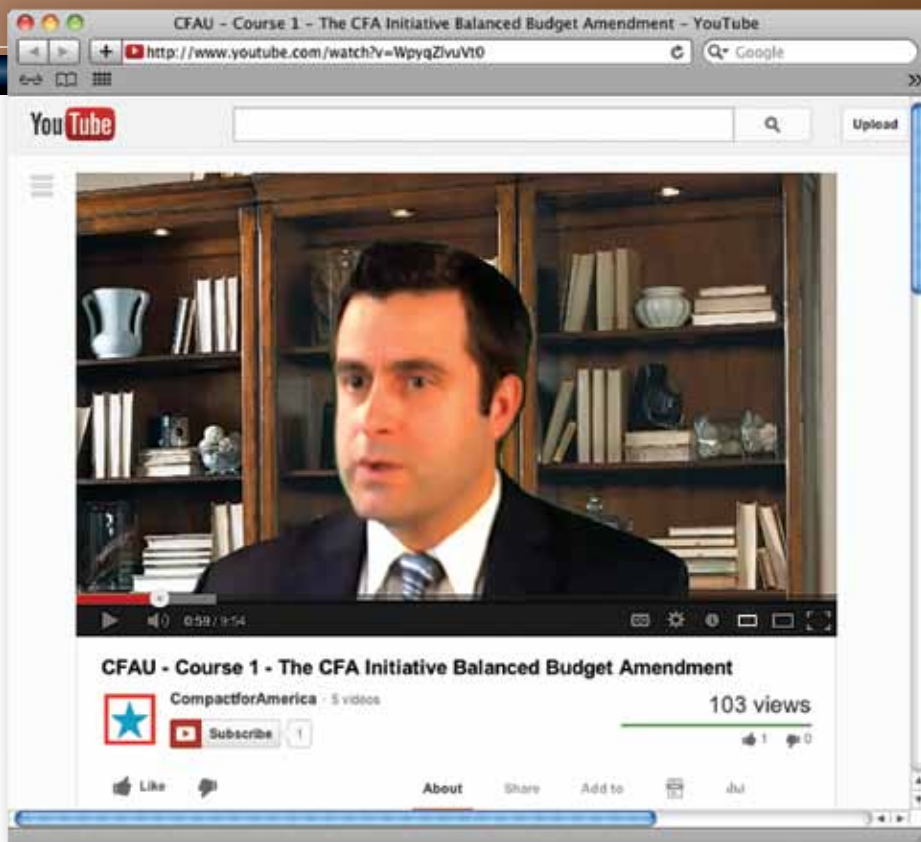 CFAU - Course 1 - The CFA Initiative Balanced Budget Amendment - YouTube
http://www.youtube.com/watch?v=WpyqZlvuVt0
Google
YouTube
Upload
0:59 / 9:54
CFAU - Course 1 - The CFA Initiative Balanced Budget Amendment
CompactforAmerica · 5 videos
103 views
Subscribe 1
1 0
Like About Share Add to